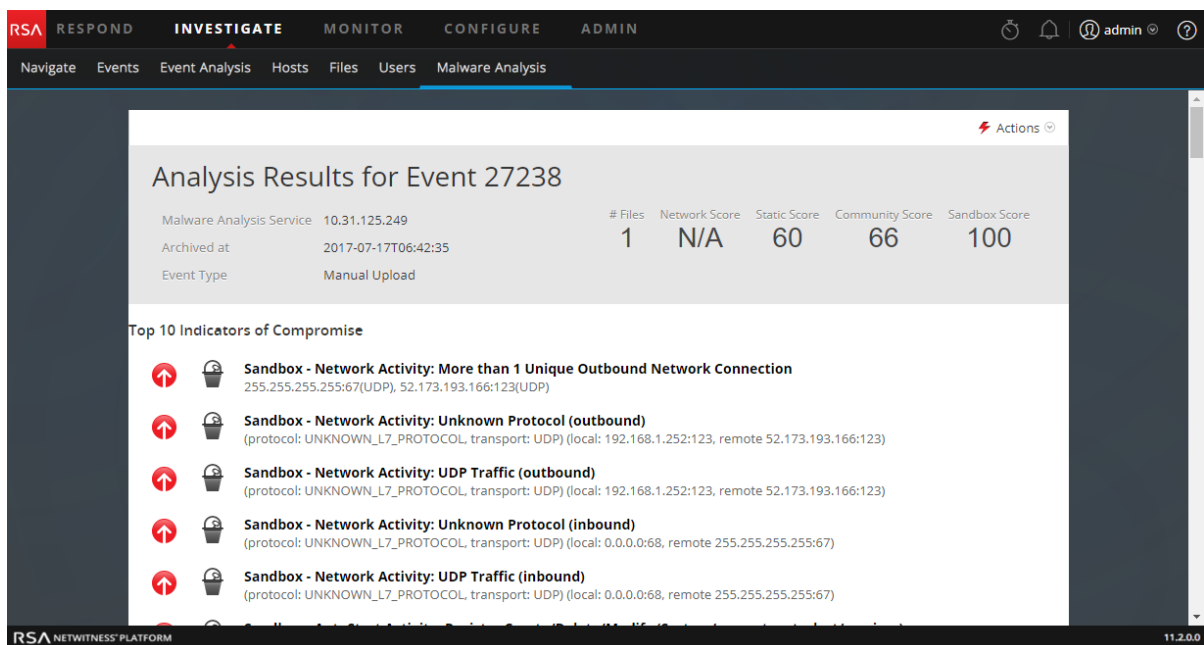 RSA RESPOND INVESTIGATE MONITOR CONFIGURE ADMIN admin ?
Navigate Events Event Analysis Hosts Files Users Malware Analysis
Actions
Analysis Results for Event 27238
Malware Analysis Service 10.31.125.249
Archived at 2017-07-17T06:42:35
Event Type Manual Upload
# Files Network Score Static Score Community Score Sandbox Score
1 N/A 60 66 100
Top 10 Indicators of Compromise
Sandbox - Network Activity: More than 1 Unique Outbound Network Connection
255.255.255.255:67(UDP), 52.173.193.166:123(UDP)
Sandbox - Network Activity: Unknown Protocol (outbound)
(protocol: UNKNOWN_L7_PROTOCOL, transport: UDP) (local: 192.168.1.252:123, remote 52.173.193.166:123)
Sandbox - Network Activity: UDP Traffic (outbound)
(protocol: UNKNOWN_L7_PROTOCOL, transport: UDP) (local: 192.168.1.252:123, remote 52.173.193.166:123)
Sandbox - Network Activity: Unknown Protocol (inbound)
(protocol: UNKNOWN_L7_PROTOCOL, transport: UDP) (local: 0.0.0.0:68, remote 255.255.255.255:67)
Sandbox - Network Activity: UDP Traffic (inbound)
(protocol: UNKNOWN_L7_PROTOCOL, transport: UDP) (local: 0.0.0.0:68, remote 255.255.255.255:67)
RSA NETWITNESS® PLATFORM 11.2.0.0